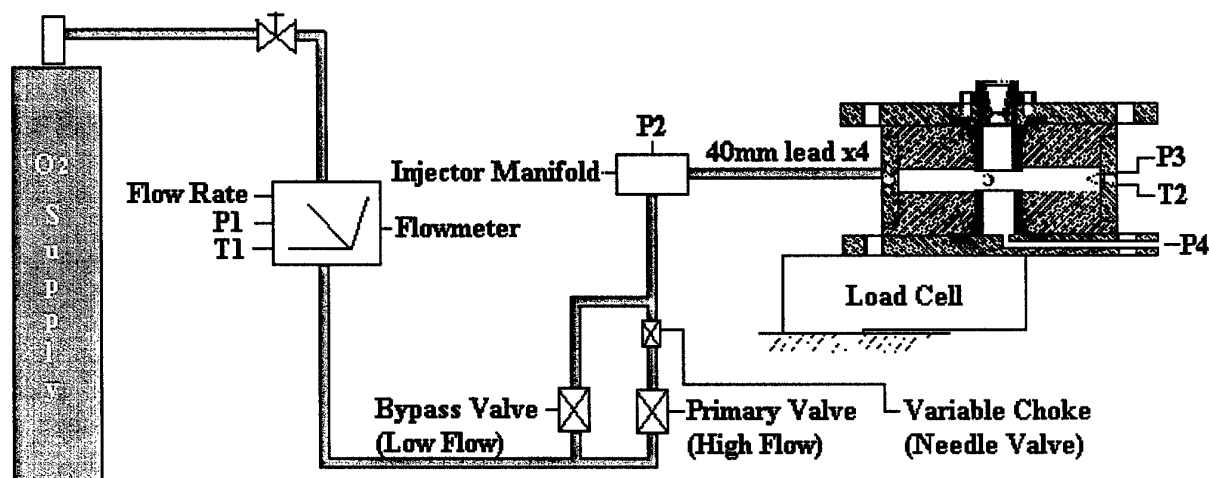 O2
Supply
Flow Rate
P1
T1
Flowmeter
P2
Injector Manifold
40mm lead x4
P3
T2
P4
Load Cell
Bypass Valve
(Low Flow)
Primary Valve
(High Flow)
Variable Choke
(Needle Valve)